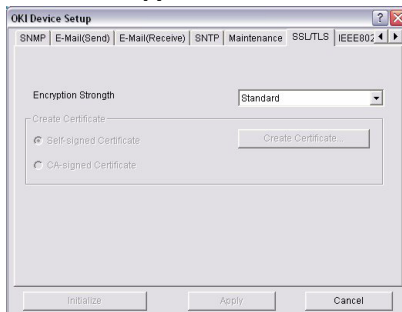 OKI Device Setup
SNMP E-Mail(Send) E-Mail(Receive) SNTP Maintenance SSL/TLS IEEE802
Encryption Strength Standard
Create Certificate
Self-signed Certificate Create Certificate...
CA-signed Certificate
Initialize Apply Cancel